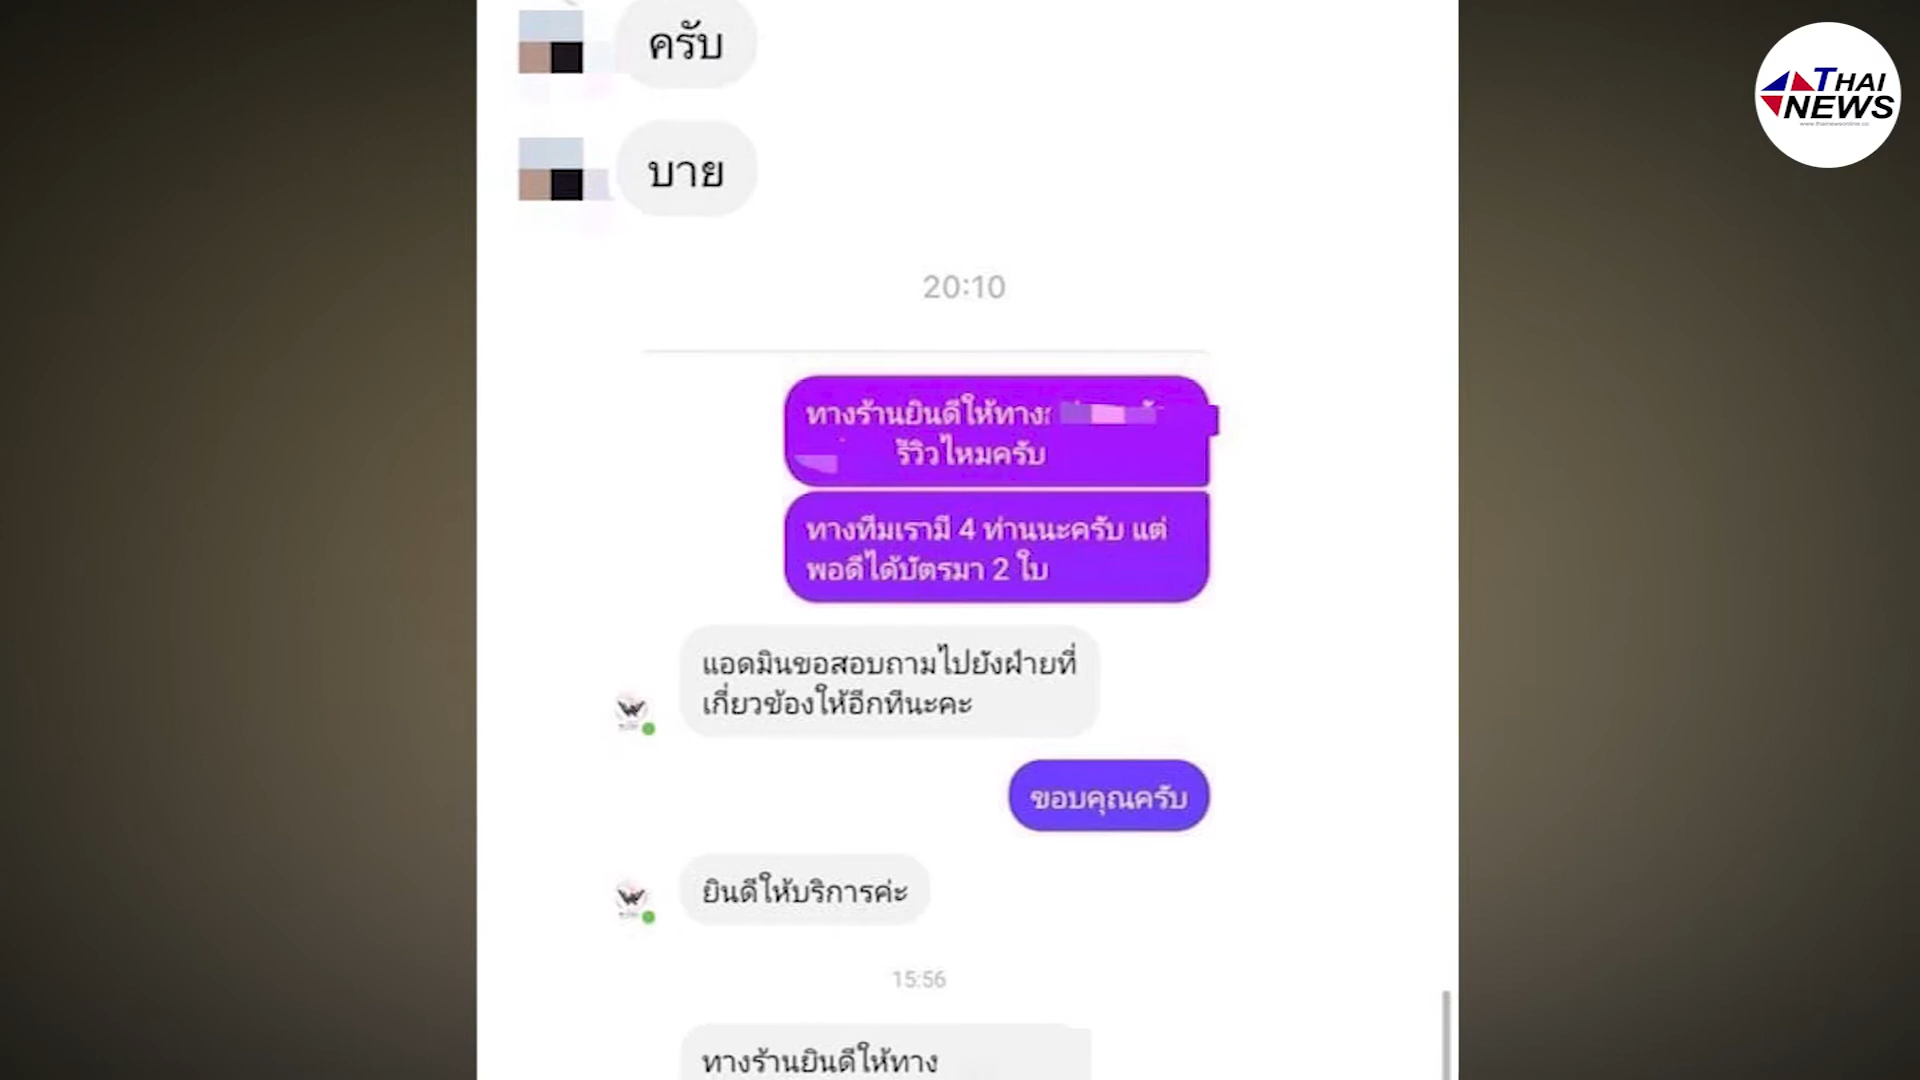 ครับ
THAI
NEWS
บาย
20:10
ทางร้านยินดีให้ทาง
รีวิวไหมครับ
ทางทีมเรามี 4 ท่านนะครับ แต่
พอดีได้บัตรมา 2 ใบ
แอดมินขอสอบถามไปยังฝ่ายที่
เกี่ยวข้องให้อีกทีนะคะ
ขอบคุณครับ
ยินดีให้บริการค่ะ
15:56
ทางร้านยินดีให้ทาง